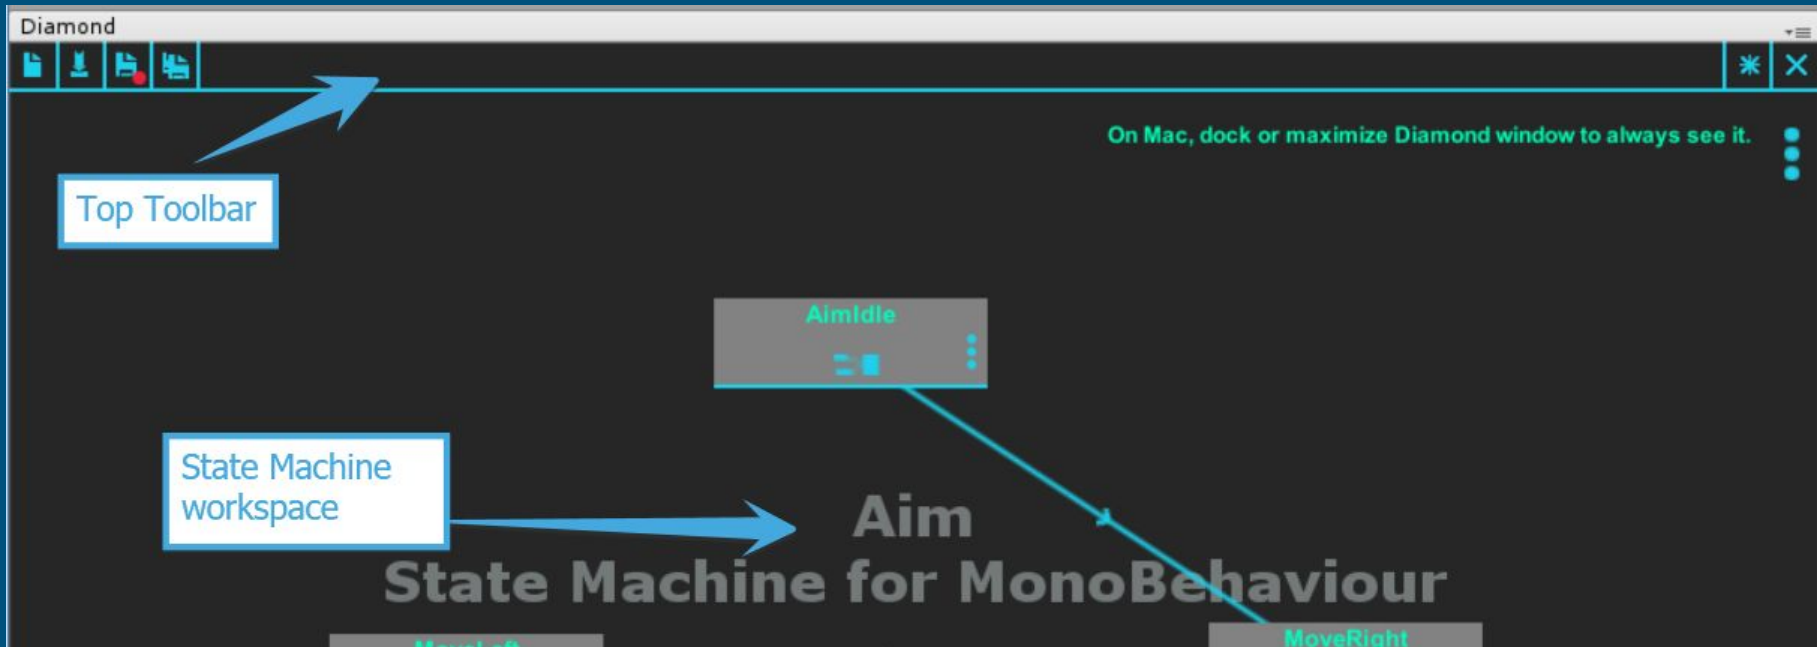 Diamond
On Mac, dock or maximize Diamond window to always see it.
Top Toolbar
AimIdle
State Machine
workspace
Aim
State Machine for MonoBehaviour
MoveLeft
MoveRight